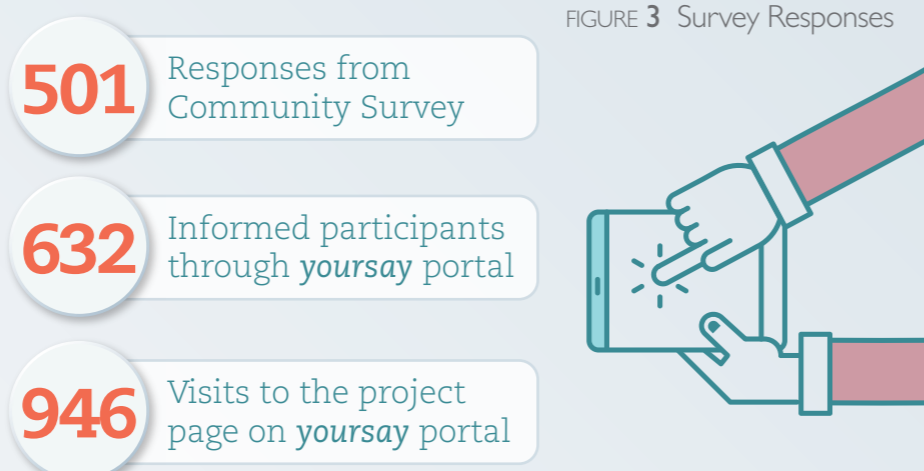 FIGURE 3 Survey Responses
501
Responses from
Community Survey
632
Informed participants
through yoursay portal
946
Visits to the project
page on yoursay portal